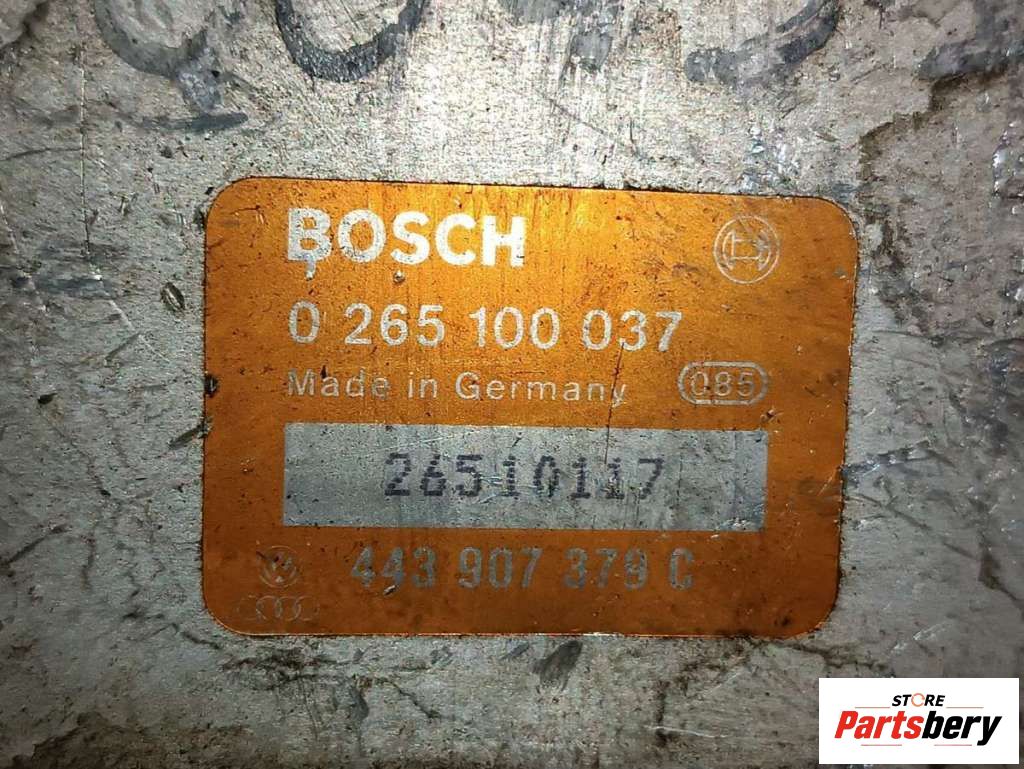 BOSCH
0 265 100 037
Made in Germany 085
26510117
443 907 379 C
STORE
Partsbery